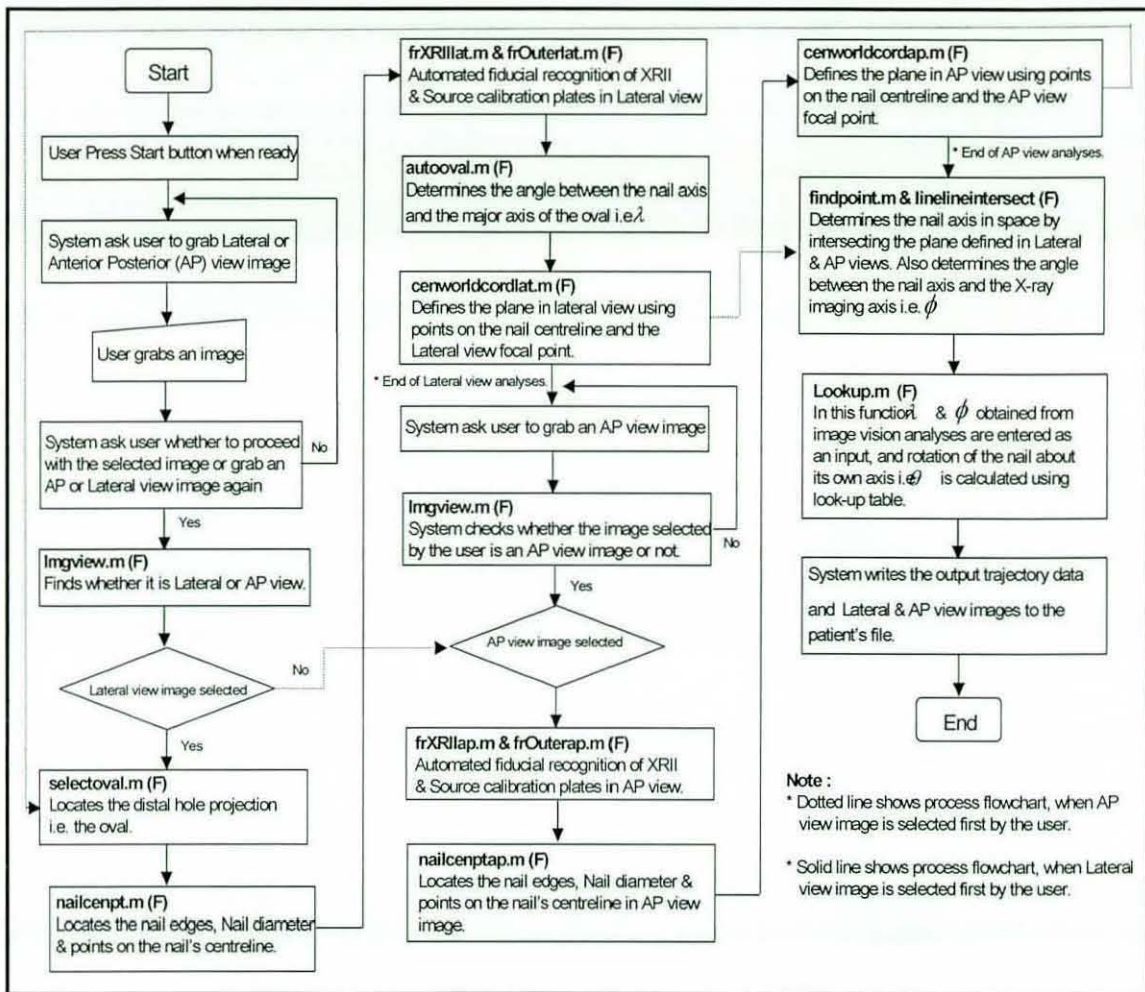 Start
User Press Start button when ready
System ask user to grab Lateral or
Anterior Posterior (AP) view image
User grabs an image
System ask user whether to proceed
with the selected image or grab an
AP or Lateral view image again
No
Yes
Imgview.m (F)
Finds whether it is Lateral or AP view.
Lateral view image selected
No
Yes
selectoval.m (F)
Locates the distal hole projection
i.e. the oval.
nailcenpt.m (F)
Locates the nail edges, Nail diameter
& points on the nail's centreline.
frXRIIlat.m & frOuterlat.m (F)
Automated fiducial recognition of XRII
& Source calibration plates in Lateral view
autooval.m (F)
Determines the angle between the nail axis
and the major axis of the oval i.e λ
cenworldcordlat.m (F)
Defines the plane in lateral view using
points on the nail centreline and the
Lateral view focal point.
* End of Lateral view analyses.
System ask user to grab an AP view image
Imgview.m (F)
System checks whether the image selected
by the user is an AP view image or not.
No
Yes
AP view image selected
frXRIIap.m & frOuterap.m (F)
Automated fiducial recognition of XRII
& Source calibration plates in AP view.
nailcenptap.m (F)
Locates the nail edges, Nail diameter &
points on the nail's centreline in AP view
image.
cenworldcordap.m (F)
Defines the plane in AP view using points
on the nail centreline and the AP view
focal point.
* End of AP view analyses.
findpoint.m & linelineintersect (F)
Determines the nail axis in space by
intersecting the plane defined in Lateral
& AP views. Also determines the angle
between the nail axis and the X-ray
imaging axis i.e. ϕ
Lookup.m (F)
In this function λ & ϕ obtained from
image vision analyses are entered as
an input, and rotation of the nail about
its own axis i.e θ is calculated using
look-up table.
System writes the output trajectory data
and Lateral & AP view images to the
patient's file.
End
Note :
* Dotted line shows process flowchart, when AP
view image is selected first by the user.
* Solid line shows process flowchart, when Lateral
view image is selected first by the user.